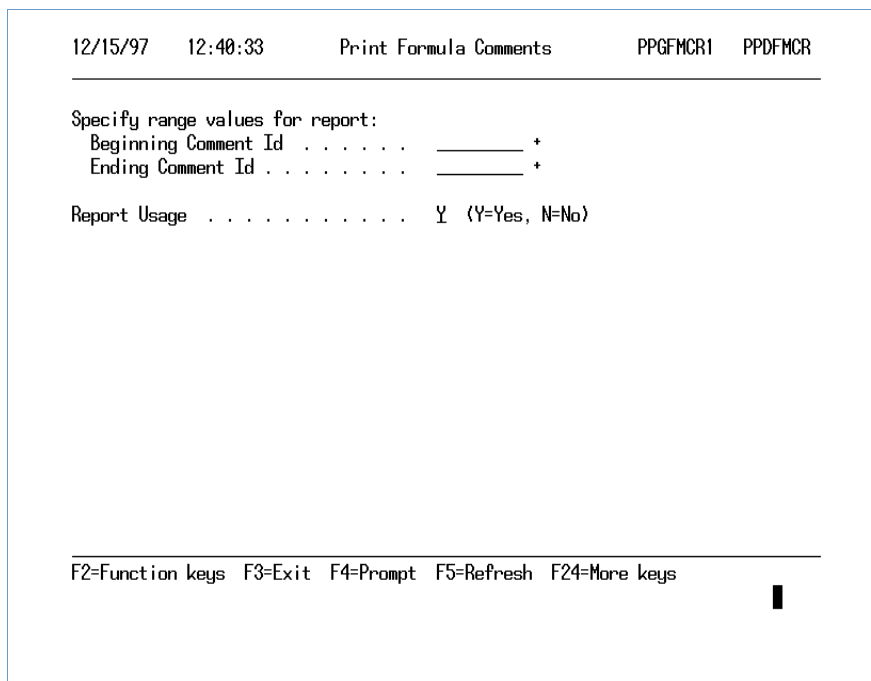 12/15/97 12:40:33 Print Formula Comments PPGFMCR1 PPDFMCR
Specify range values for report:
Beginning Comment Id . . . . . . _________ +
Ending Comment Id . . . . . . . . _________ +
Report Usage . . . . . . . . . . . Y (Y=Yes, N=No)
F2=Function keys F3=Exit F4=Prompt F5=Refresh F24=More keys